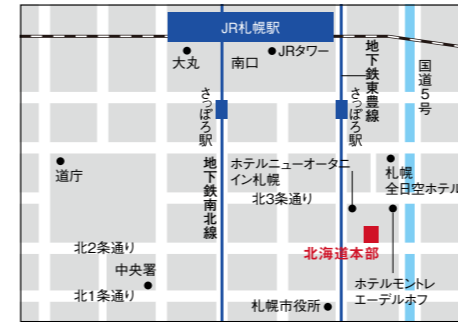 JR札幌駅
大丸
南口
JRタワー
地下鉄東豊線
国道5号
さっぽろ駅
さっぽろ駅
地下鉄南北線
道庁
ホテルニューオータニ
イン札幌
札幌
全日空ホテル
北3条通り
北2条通り
北海道本部
中央署
北1条通り
ホテルモントレ
エーデルホフ
札幌市役所